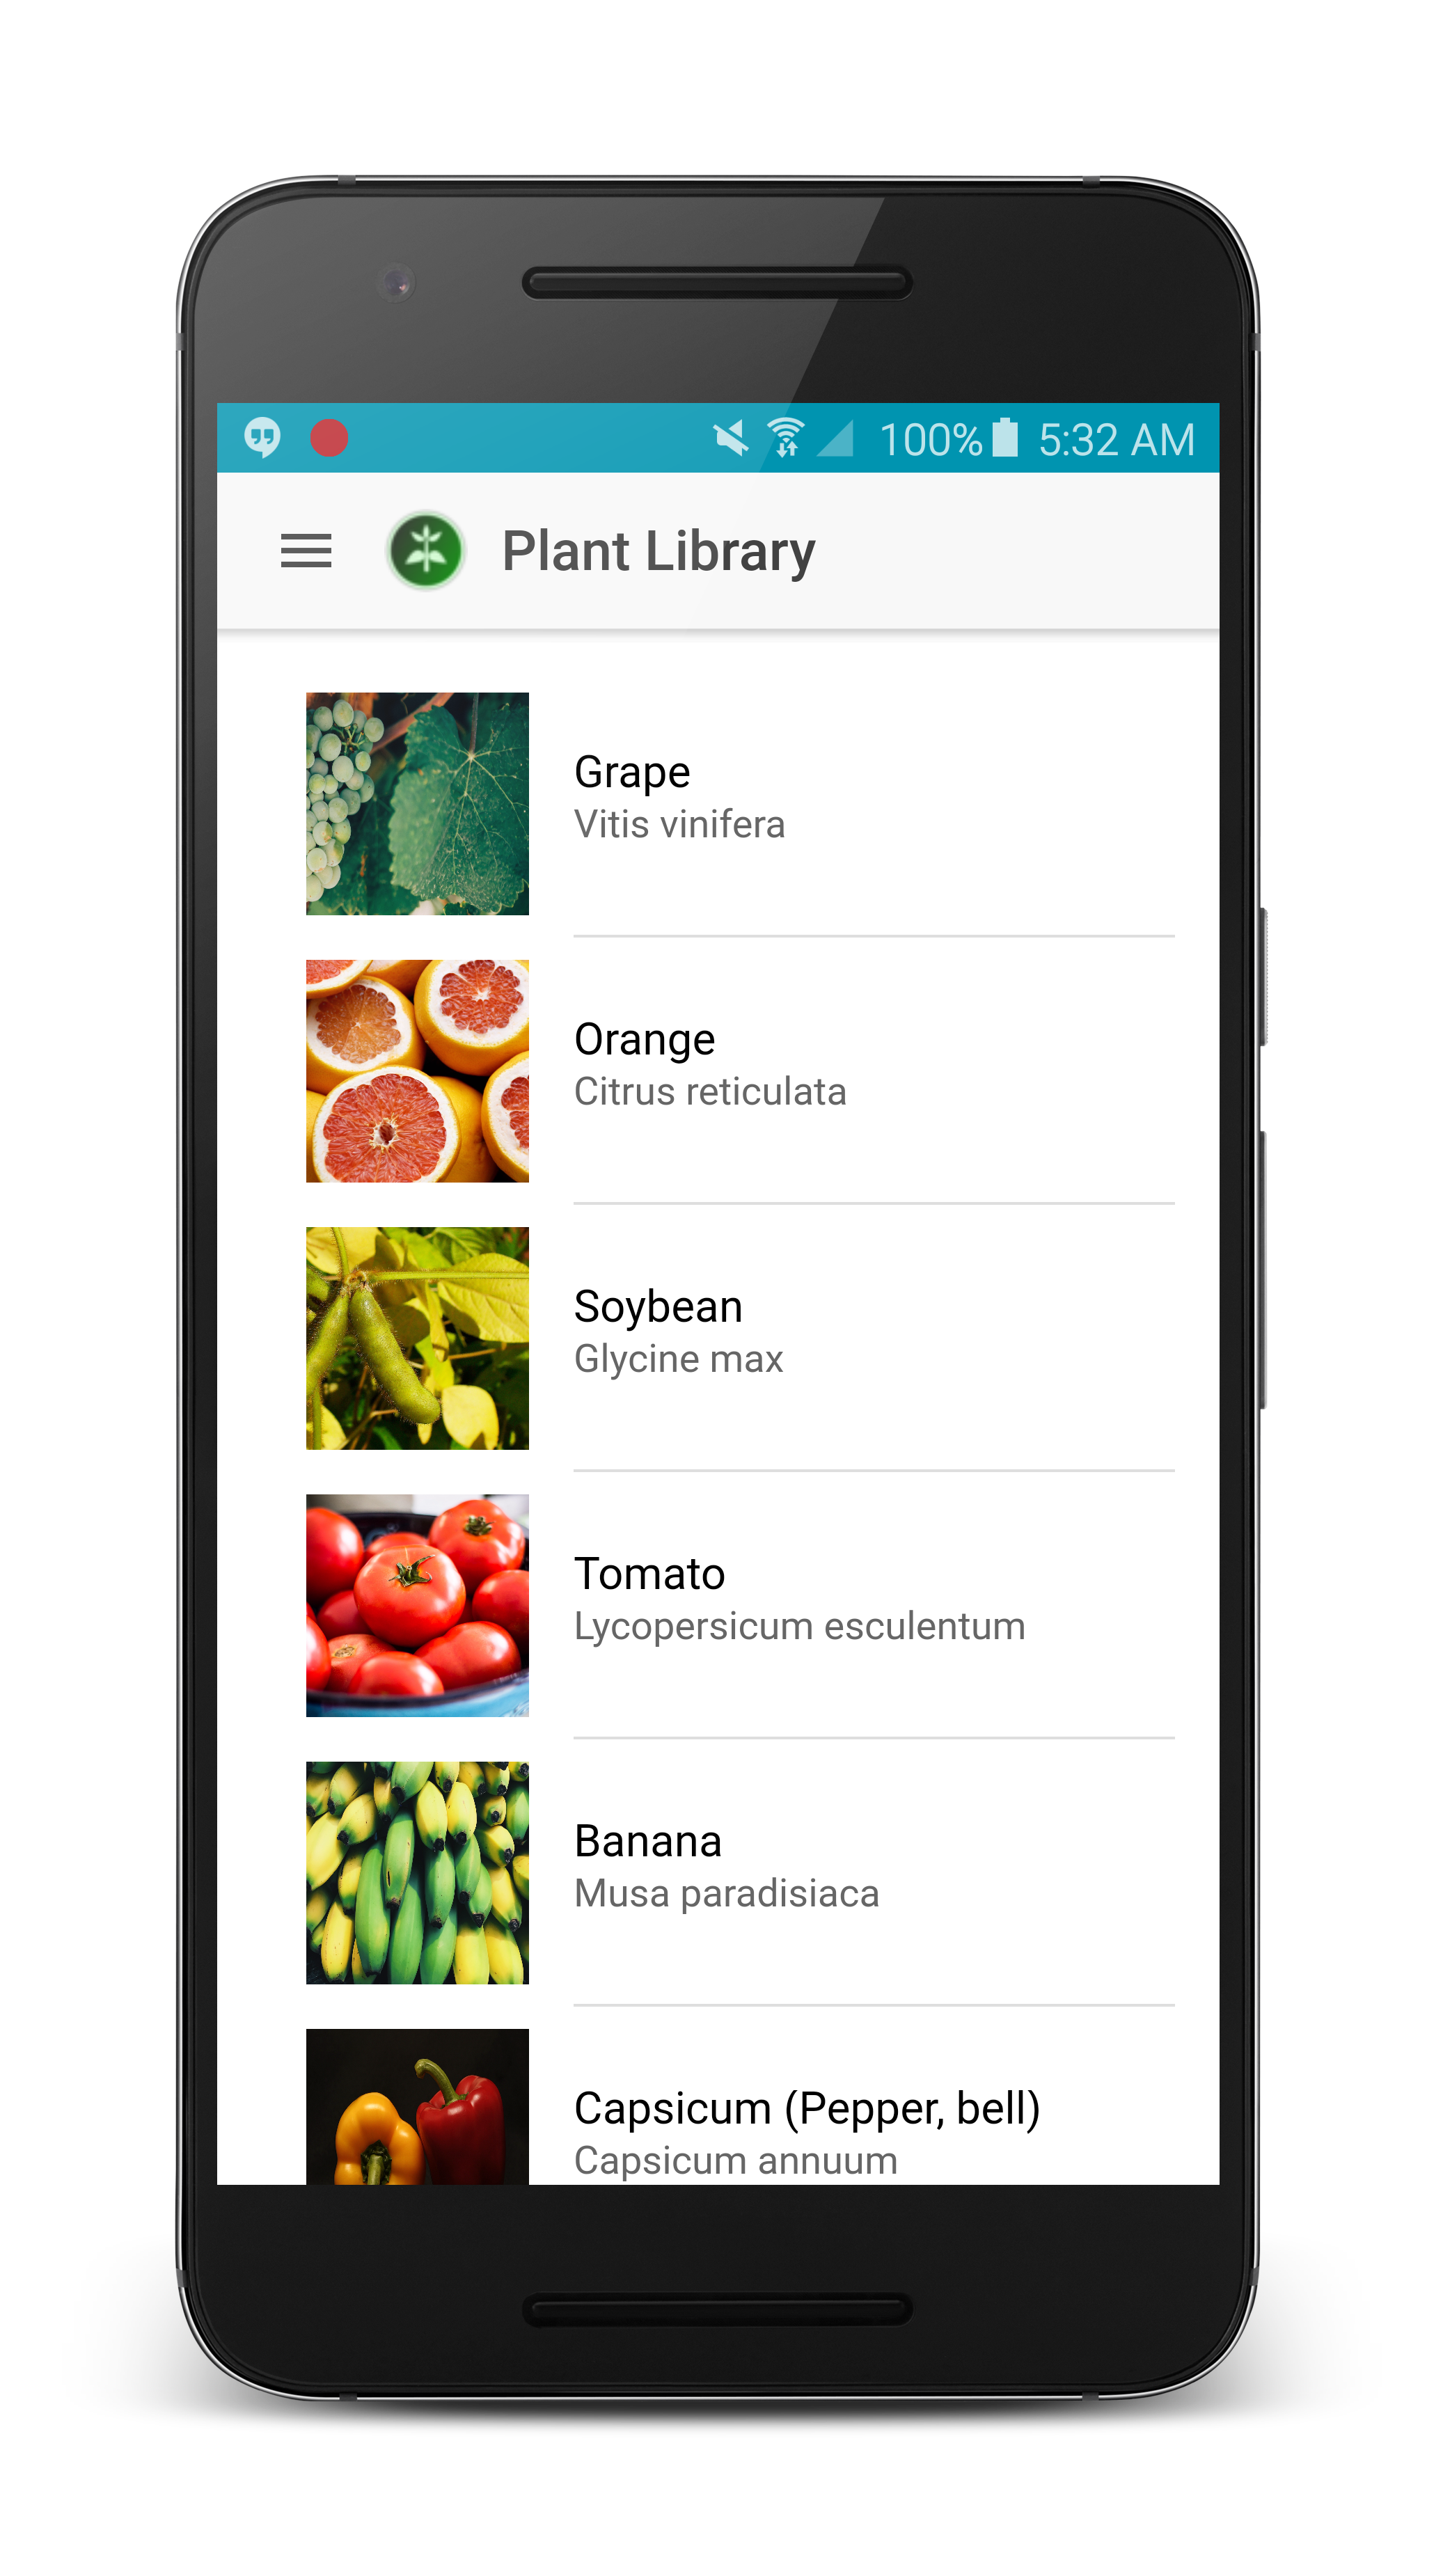 100% 5:32 AM
Plant Library
Grape
Vitis vinifera
Orange
Citrus reticulata
Soybean
Glycine max
Tomato
Lycopersicum esculentum
Banana
Musa paradisiaca
Capsicum (Pepper, bell)
Capsicum annuum